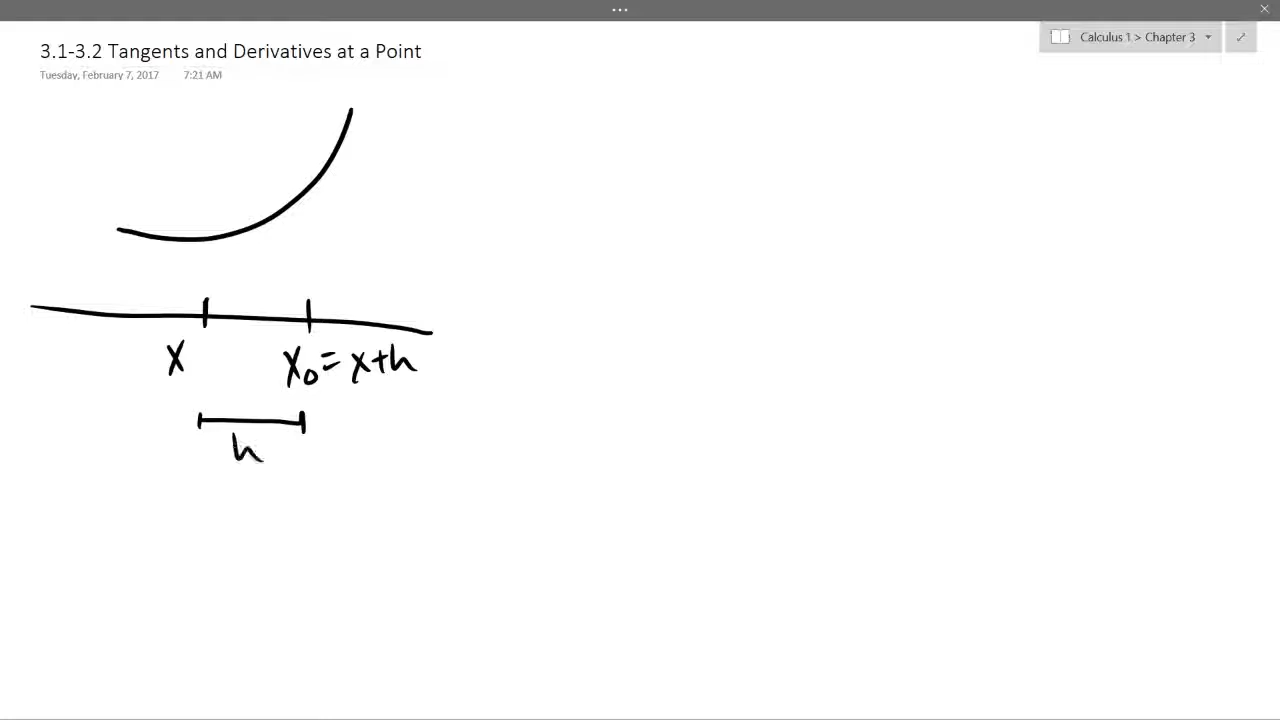 Calculus 1 > Chapter 3
3.1-3.2 Tangents and Derivatives at a Point
Tuesday, February 7, 2017 7:21 AM
x x₀ = x+h
h